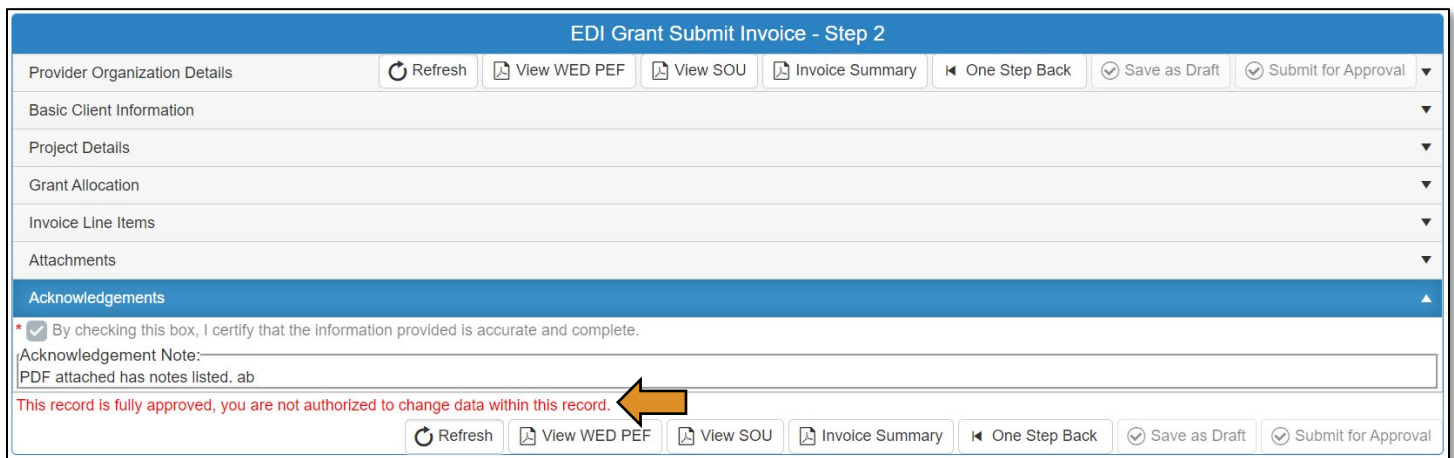 EDI Grant Submit Invoice - Step 2
Provider Organization Details Refresh View WED PEF View SOU Invoice Summary One Step Back Save as Draft Submit for Approval
Basic Client Information
Project Details
Grant Allocation
Invoice Line Items
Attachments
Acknowledgements
* By checking this box, I certify that the information provided is accurate and complete.
Acknowledgement Note:
PDF attached has notes listed. ab
This record is fully approved, you are not authorized to change data within this record.
Refresh View WED PEF View SOU Invoice Summary One Step Back Save as Draft Submit for Approval